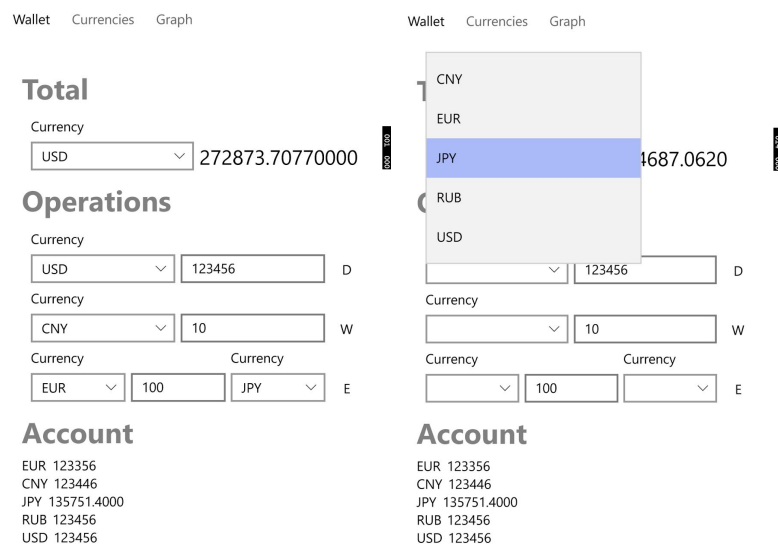 Wallet Currencies Graph
Total
Currency
USD 272873.70770000
Operations
Currency
USD 123456 D
Currency
CNY 10 W
Currency Currency
EUR 100 JPY E
Account
EUR 123356
CNY 123446
JPY 135751.4000
RUB 123456
USD 123456
001 000
Wallet Currencies Graph
CNY
EUR
JPY
RUB
USD
4687.0620
123456 D
Currency
10 W
Currency Currency
100 E
Account
EUR 123356
CNY 123446
JPY 135751.4000
RUB 123456
USD 123456